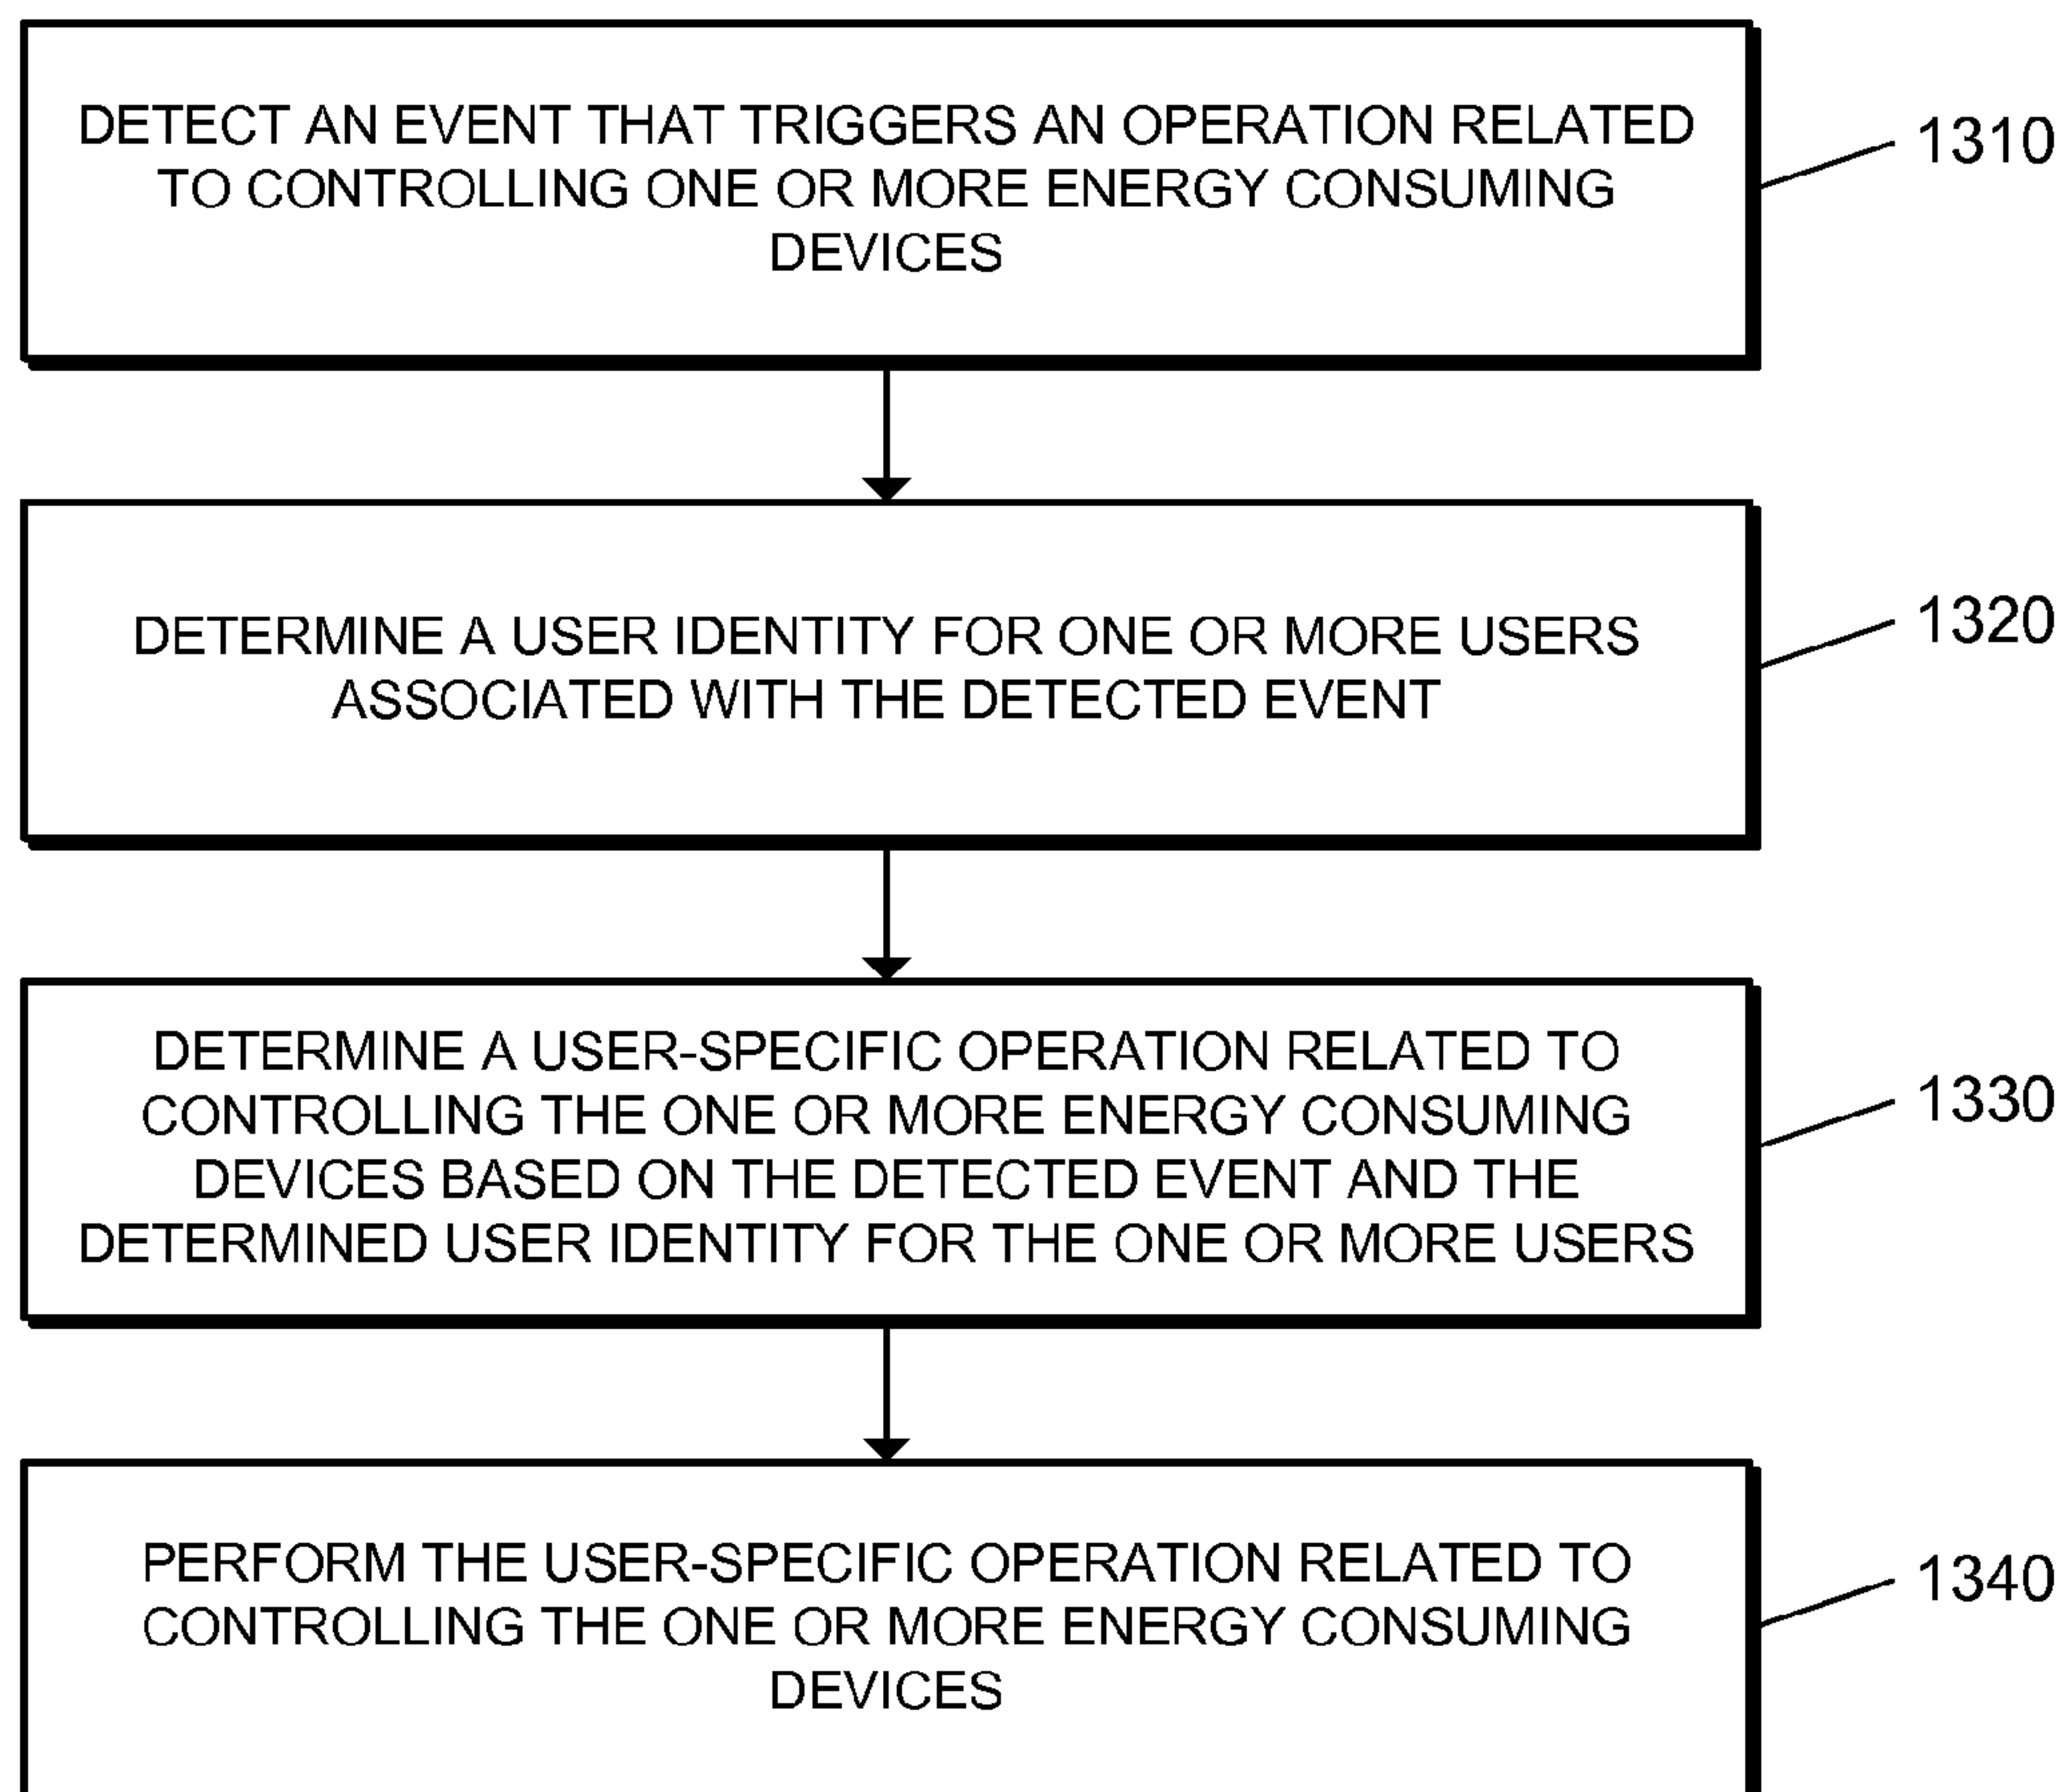 DETECT AN EVENT THAT TRIGGERS AN OPERATION RELATED
TO CONTROLLING ONE OR MORE ENERGY CONSUMING
DEVICES
1310
DETERMINE A USER IDENTITY FOR ONE OR MORE USERS
ASSOCIATED WITH THE DETECTED EVENT
1320
DETERMINE A USER-SPECIFIC OPERATION RELATED TO
CONTROLLING THE ONE OR MORE ENERGY CONSUMING
DEVICES BASED ON THE DETECTED EVENT AND THE
DETERMINED USER IDENTITY FOR THE ONE OR MORE USERS
1330
PERFORM THE USER-SPECIFIC OPERATION RELATED TO
CONTROLLING THE ONE OR MORE ENERGY CONSUMING
DEVICES
1340